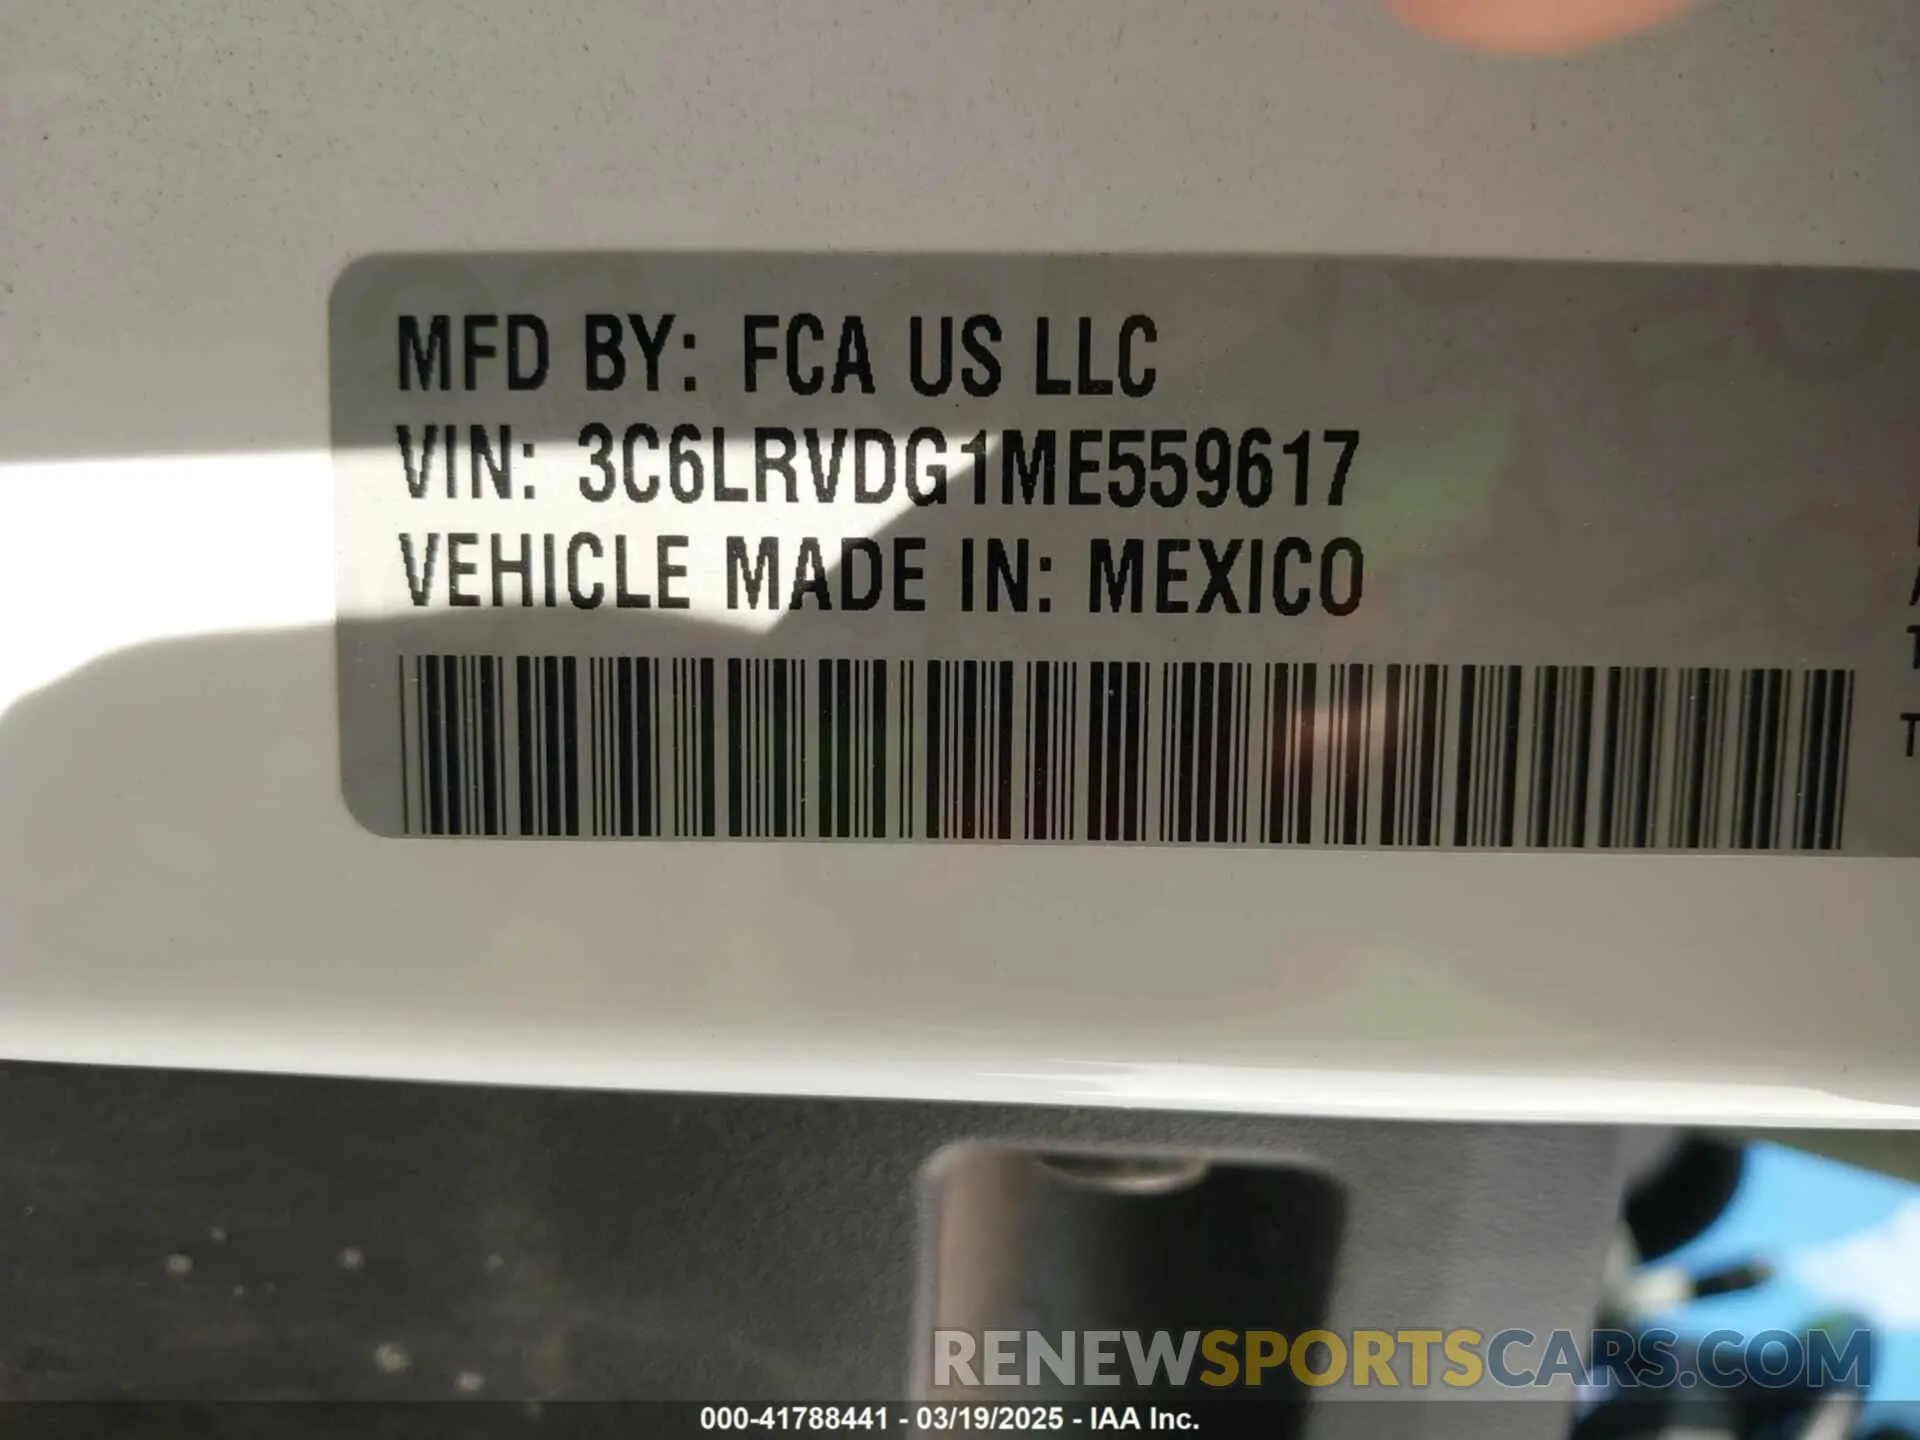 MFD BY: FCA US LLC
VIN: 3C6LRVDG1ME559617
VEHICLE MADE IN: MEXICO
RENEWSPORTSCARS.COM
000-41788441 - 03/19/2025 - IAA Inc.